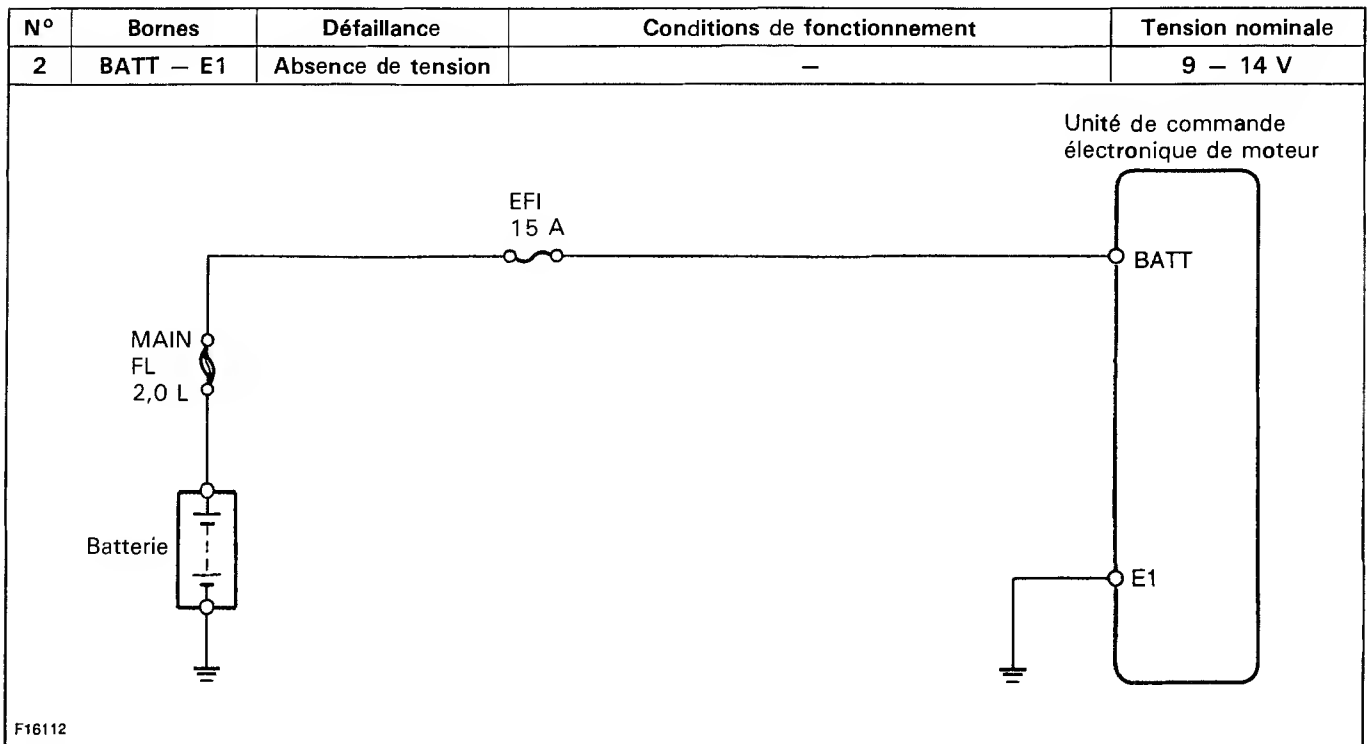 N° Bornes Défaillance Conditions de fonctionnement Tension nominale
2 BATT — E1 Absence de tension — 9 — 14 V
Unité de commande
électronique de moteur
EFI
15 A
BATT
MAIN
FL
2,0 L
Batterie
E1
F16112